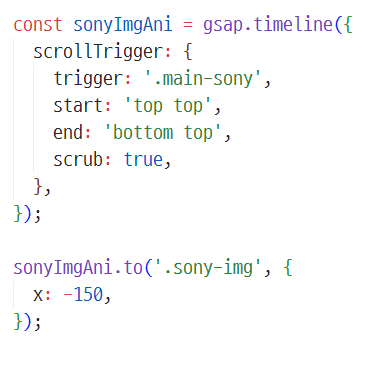 const sonyImgAni = gsap.timeline({
  scrollTrigger: {
    trigger: '.main-sony',
    start: 'top top',
    end: 'bottom top',
    scrub: true,
  },
});

sonyImgAni.to('.sony-img', {
  x: -150,
});